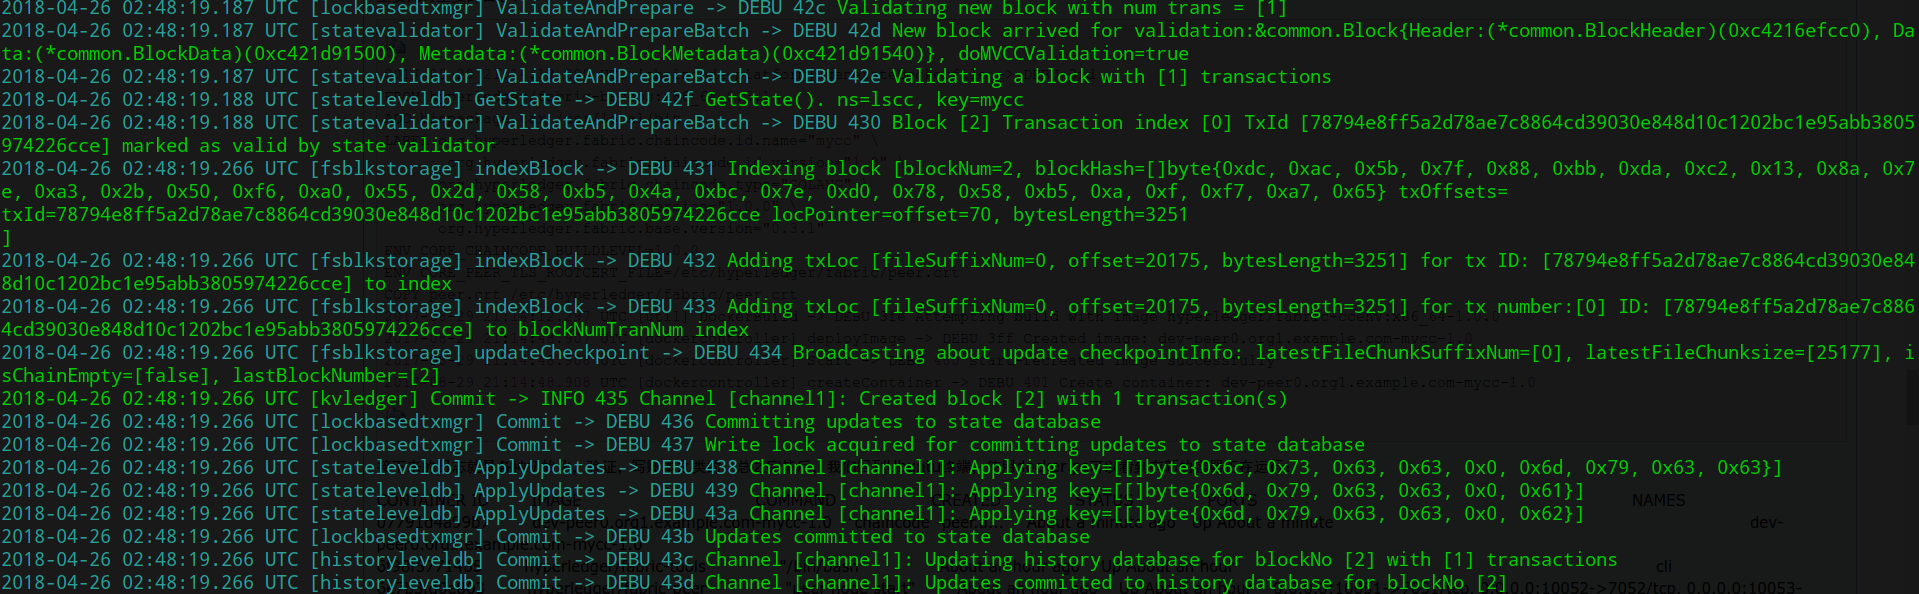 2018-04-26 02:48:19.187 UTC [lockbasedtxmgr] ValidateAndPrepare -> DEBU 42c Validating new block with num trans = [1]
2018-04-26 02:48:19.187 UTC [statevalidator] ValidateAndPrepareBatch -> DEBU 42d New block arrived for validation:&common.Block{Header:(*common.BlockHeader)(0xc4216efcc0), Da
ta:(*common.BlockData)(0xc421d91500), Metadata:(*common.BlockMetadata)(0xc421d91540)}, doMVCCValidation=true
2018-04-26 02:48:19.187 UTC [statevalidator] ValidateAndPrepareBatch -> DEBU 42e Validating a block with [1] transactions
2018-04-26 02:48:19.188 UTC [stateleveldb] GetState -> DEBU 42f GetState(). ns=lscc, key=mycc
2018-04-26 02:48:19.188 UTC [statevalidator] ValidateAndPrepareBatch -> DEBU 430 Block [2] Transaction index [0] TxId [78794e8ff5a2d78ae7c8864cd39030e848d10c1202bc1e95abb3805
974226cce] marked as valid by state validator
2018-04-26 02:48:19.266 UTC [fsblkstorage] indexBlock -> DEBU 431 Indexing block [blockNum=2, blockHash=[]byte{0xdc, 0xac, 0x5b, 0x7f, 0x88, 0xbb, 0xda, 0xc2, 0x13, 0x8a, 0x7
e, 0xa3, 0x2b, 0x50, 0xf6, 0xa0, 0x55, 0x2d, 0x58, 0xb5, 0x4a, 0xbc, 0x7e, 0xd0, 0x78, 0x58, 0xb5, 0xa, 0xf, 0xf7, 0xa7, 0x65} txOffsets=
txId=78794e8ff5a2d78ae7c8864cd39030e848d10c1202bc1e95abb3805974226cce locPointer=offset=70, bytesLength=3251
]
2018-04-26 02:48:19.266 UTC [fsblkstorage] indexBlock -> DEBU 432 Adding txLoc [fileSuffixNum=0, offset=20175, bytesLength=3251] for tx ID: [78794e8ff5a2d78ae7c8864cd39030e84
8d10c1202bc1e95abb3805974226cce] to index
2018-04-26 02:48:19.266 UTC [fsblkstorage] indexBlock -> DEBU 433 Adding txLoc [fileSuffixNum=0, offset=20175, bytesLength=3251] for tx number:[0] ID: [78794e8ff5a2d78ae7c886
4cd39030e848d10c1202bc1e95abb3805974226cce] to blockNumTranNum index
2018-04-26 02:48:19.266 UTC [fsblkstorage] updateCheckpoint -> DEBU 434 Broadcasting about update checkpointInfo: latestFileChunkSuffixNum=[0], latestFileChunksize=[25177], i
sChainEmpty=[false], lastBlockNumber=[2]
2018-04-26 02:48:19.266 UTC [kvledger] Commit -> INFO 435 Channel [channel1]: Created block [2] with 1 transaction(s)
2018-04-26 02:48:19.266 UTC [lockbasedtxmgr] Commit -> DEBU 436 Committing updates to state database
2018-04-26 02:48:19.266 UTC [lockbasedtxmgr] Commit -> DEBU 437 Write lock acquired for committing updates to state database
2018-04-26 02:48:19.266 UTC [stateleveldb] ApplyUpdates -> DEBU 438 Channel [channel1]: Applying key=[[]byte{0x6c, 0x73, 0x63, 0x63, 0x0, 0x6d, 0x79, 0x63, 0x63}]
2018-04-26 02:48:19.266 UTC [stateleveldb] ApplyUpdates -> DEBU 439 Channel [channel1]: Applying key=[[]byte{0x6d, 0x79, 0x63, 0x63, 0x0, 0x61}]
2018-04-26 02:48:19.266 UTC [stateleveldb] ApplyUpdates -> DEBU 43a Channel [channel1]: Applying key=[[]byte{0x6d, 0x79, 0x63, 0x63, 0x0, 0x62}]
2018-04-26 02:48:19.266 UTC [lockbasedtxmgr] Commit -> DEBU 43b Updates committed to state database
2018-04-26 02:48:19.266 UTC [historyleveldb] Commit -> DEBU 43c Channel [channel1]: Updating history database for blockNo [2] with [1] transactions
2018-04-26 02:48:19.266 UTC [historyleveldb] Commit -> DEBU 43d Channel [channel1]: Updates committed to history database for blockNo [2]